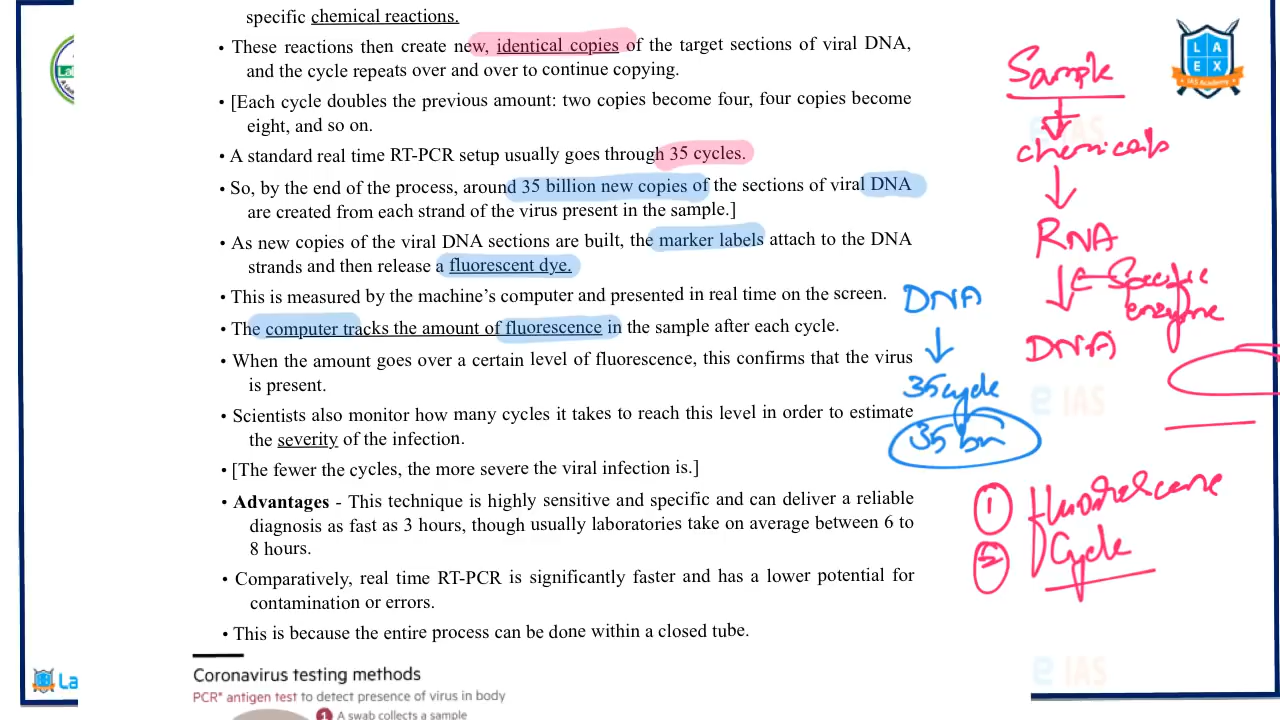 specific chemical reactions.
• These reactions then create new, identical copies of the target sections of viral DNA,
and the cycle repeats over and over to continue copying.
• [Each cycle doubles the previous amount: two copies become four, four copies become
eight, and so on.
• A standard real time RT-PCR setup usually goes through 35 cycles.
• So, by the end of the process, around 35 billion new copies of the sections of viral DNA
are created from each strand of the virus present in the sample.]
• As new copies of the viral DNA sections are built, the marker labels attach to the DNA
strands and then release a fluorescent dye.
• This is measured by the machine's computer and presented in real time on the screen.
• The computer tracks the amount of fluorescence in the sample after each cycle.
• When the amount goes over a certain level of fluorescence, this confirms that the virus
is present.
• Scientists also monitor how many cycles it takes to reach this level in order to estimate
the severity of the infection.
• [The fewer the cycles, the more severe the viral infection is.]
• Advantages - This technique is highly sensitive and specific and can deliver a reliable
diagnosis as fast as 3 hours, though usually laboratories take on average between 6 to
8 hours.
• Comparatively, real time RT-PCR is significantly faster and has a lower potential for
contamination or errors.
• This is because the entire process can be done within a closed tube.
Coronavirus testing methods
PCR* antigen test to detect presence of virus in body
1 A swab collects a sample
Sample
chemicals
RNA
Specific
enzyme
DNA
DNA
35 cycle
35 bn
1
2 Cycle
LAEX
IAS Academy
La
e IAS
e IAS